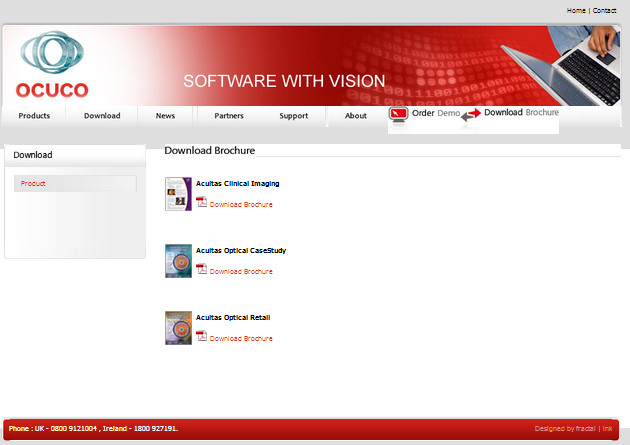 Home | Contact
OCUCO
SOFTWARE WITH VISION
Products Download News Partners Support About Order Demo Download Brochure
Download
Product
Download Brochure
Acuitas Clinical Imaging
Download Brochure
Acuitas Optical CaseStudy
Download Brochure
Acuitas Optical Retail
Download Brochure
Phone : UK - 0800 9121004 , Ireland - 1800 927191. Designed by fractal | ink